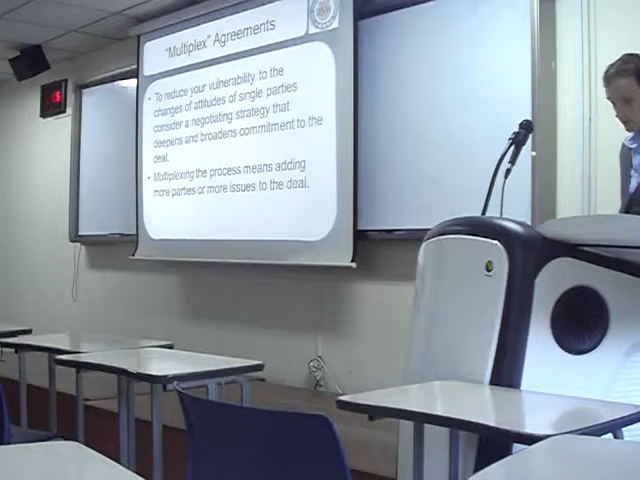 "Multiplex" Agreements
• To reduce your vulnerability to the
changes of attitudes of single parties
consider a negotiating strategy that
deepens and broadens commitment to the
deal.
• Multiplexing the process means adding
more parties or more issues to the deal.